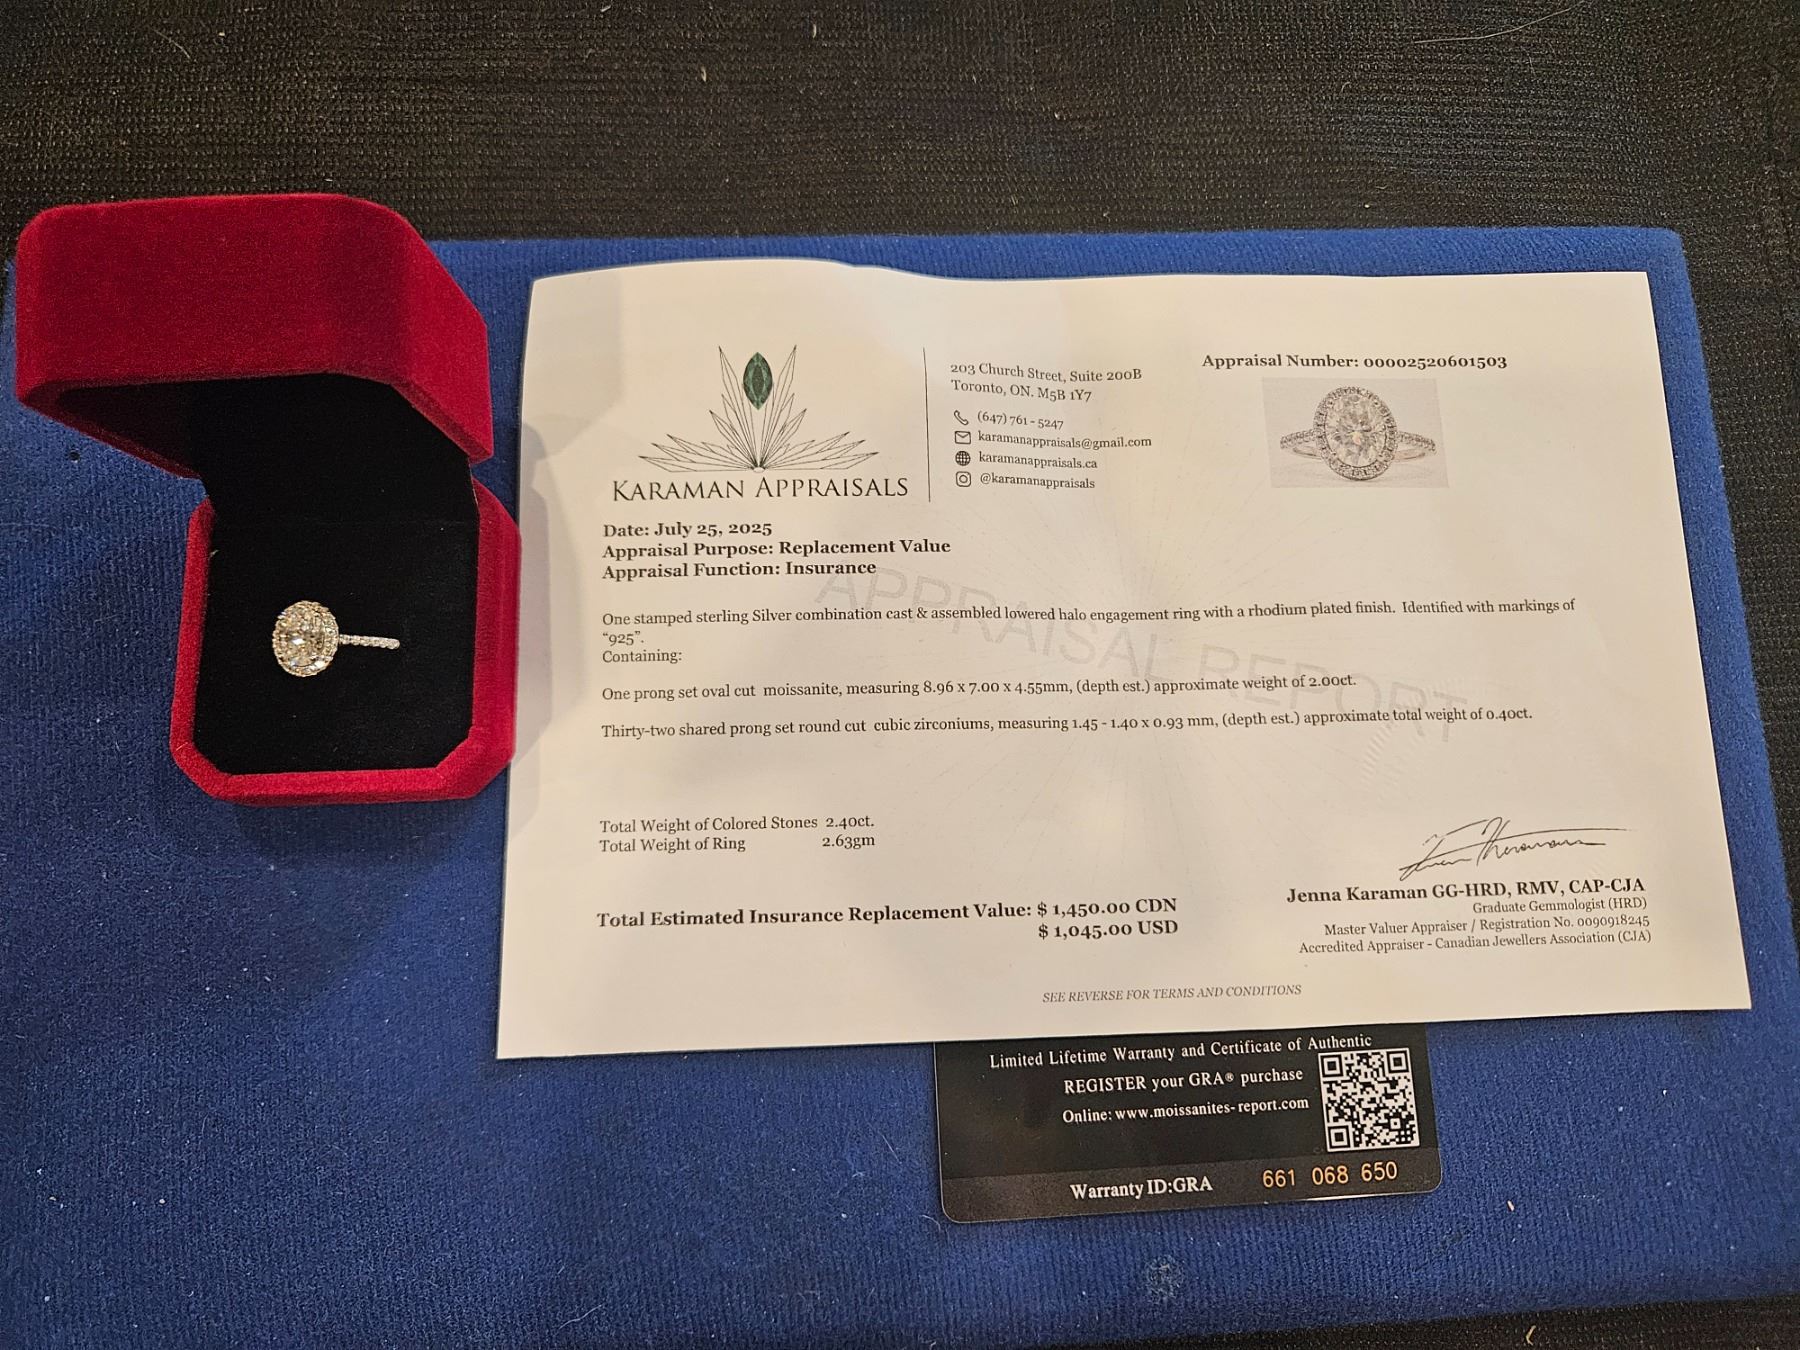 KARAMAN APPRAISALS
203 Church Street, Suite 200B
Toronto, ON. M5B 1Y7
(647) 761 - 5247
karamanappraisals@gmail.com
karamanappraisals.ca
@karamanappraisals
Appraisal Number: 00002520601503
Date: July 25, 2025
Appraisal Purpose: Replacement Value
Appraisal Function: Insurance
APPRAISAL REPORT
One stamped sterling Silver combination cast & assembled lowered halo engagement ring with a rhodium plated finish. Identified with markings of
“925”.
Containing:
One prong set oval cut moissanite, measuring 8.96 x 7.00 x 4.55mm, (depth est.) approximate weight of 2.00ct.
Thirty-two shared prong set round cut cubic zirconiums, measuring 1.45 - 1.40 x 0.93 mm, (depth est.) approximate total weight of 0.40ct.
Total Weight of Colored Stones 2.40ct.
Total Weight of Ring 2.63gm
Total Estimated Insurance Replacement Value: $ 1,450.00 CDN
$ 1,045.00 USD
Jenna Karaman GG-HRD, RMV, CAP-CJA
Graduate Gemmologist (HRD)
Master Valuer Appraiser / Registration No. 0090918245
Accredited Appraiser - Canadian Jewellers Association (CJA)
SEE REVERSE FOR TERMS AND CONDITIONS
Limited Lifetime Warranty and Certificate of Authentic
REGISTER your GRA® purchase
Online: www.moissanites-report.com
Warranty ID:GRA 661 068 650